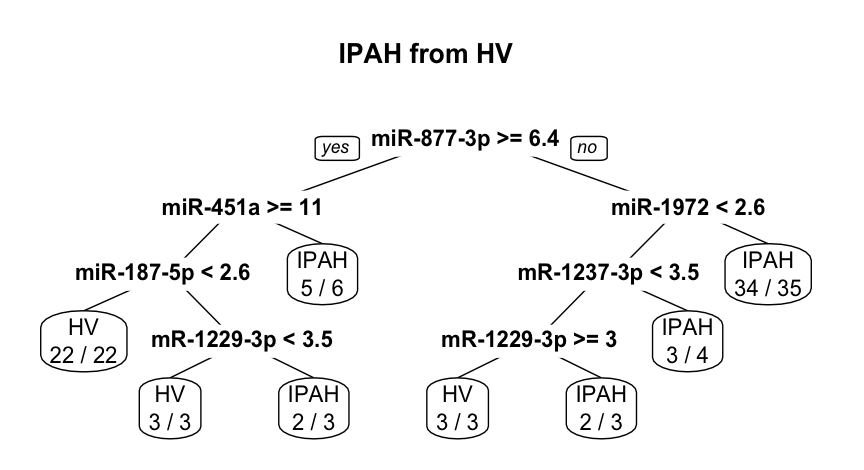 IPAH from HV
yes
miR-877-3p >= 6.4
no
miR-451a >= 11
miR-1972 < 2.6
miR-187-5p < 2.6
IPAH
5 / 6
mR-1237-3p < 3.5
IPAH
34 / 35
HV
22 / 22
mR-1229-3p < 3.5
mR-1229-3p >= 3
IPAH
3 / 4
HV
3 / 3
IPAH
2 / 3
HV
3 / 3
IPAH
2 / 3